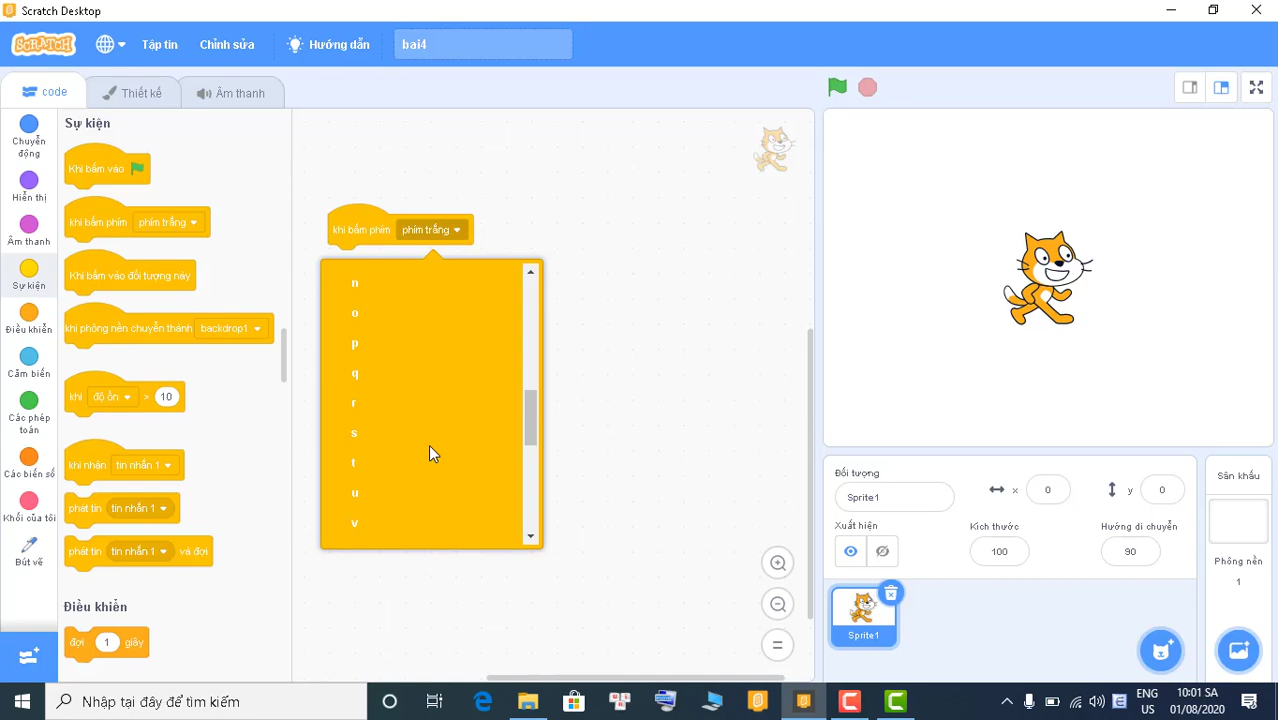 Scratch Desktop
SCRATCH
Tập tin
Chỉnh sửa
Hướng dẫn
bai4
code
Thiết kế
Âm thanh
Chuyển động
Hiển thị
Âm thanh
Sự kiện
Điều khiển
Cảm biến
Các phép toán
Các biến số
Khối của tôi
Bút vẽ
Sự kiện
Khi bấm vào
khi bấm phím phím trắng
Khi bấm vào đối tượng này
khi phông nền chuyển thành backdrop1
khi độ ồn > 10
khi nhận tin nhắn 1
phát tin tin nhắn 1
phát tin tin nhắn 1 và đợi
Điều khiển
đợi 1 giây
khi bấm phím phím trắng
n
o
p
q
r
s
t
u
v
Đối tượng
Sprite1
x 0
y 0
Xuất hiện
Kích thước
100
Hướng di chuyển
90
Sprite1
Sân khấu
Phông nền
1
Nhập tại đây để tìm kiếm
ENG
US
10:01 SA
01/08/2020